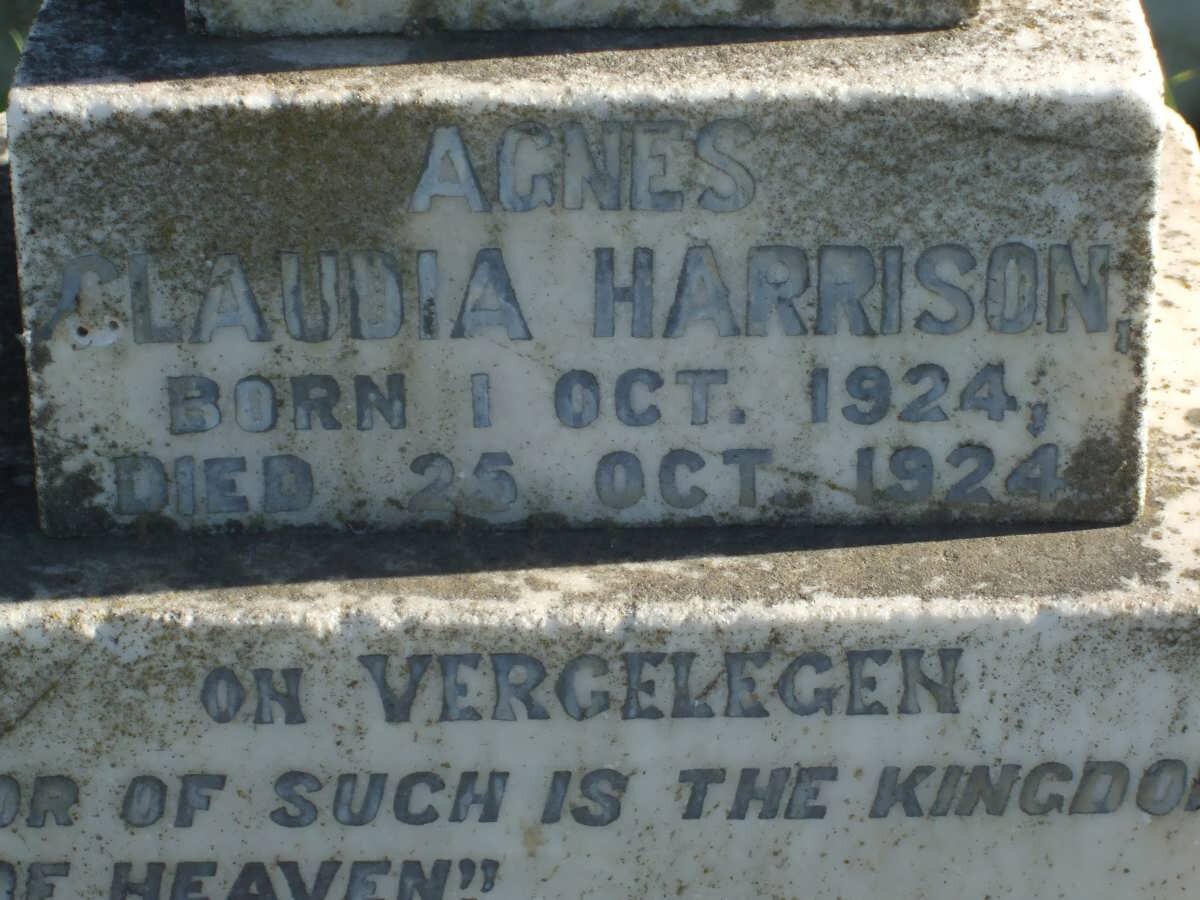 AGNES
CLAUDIA HARRISON,
BORN 1 OCT. 1924,
DIED 25 OCT. 1924
ON VERGELEGEN
OR OF SUCH IS THE KINGDO
OF HEAVEN"